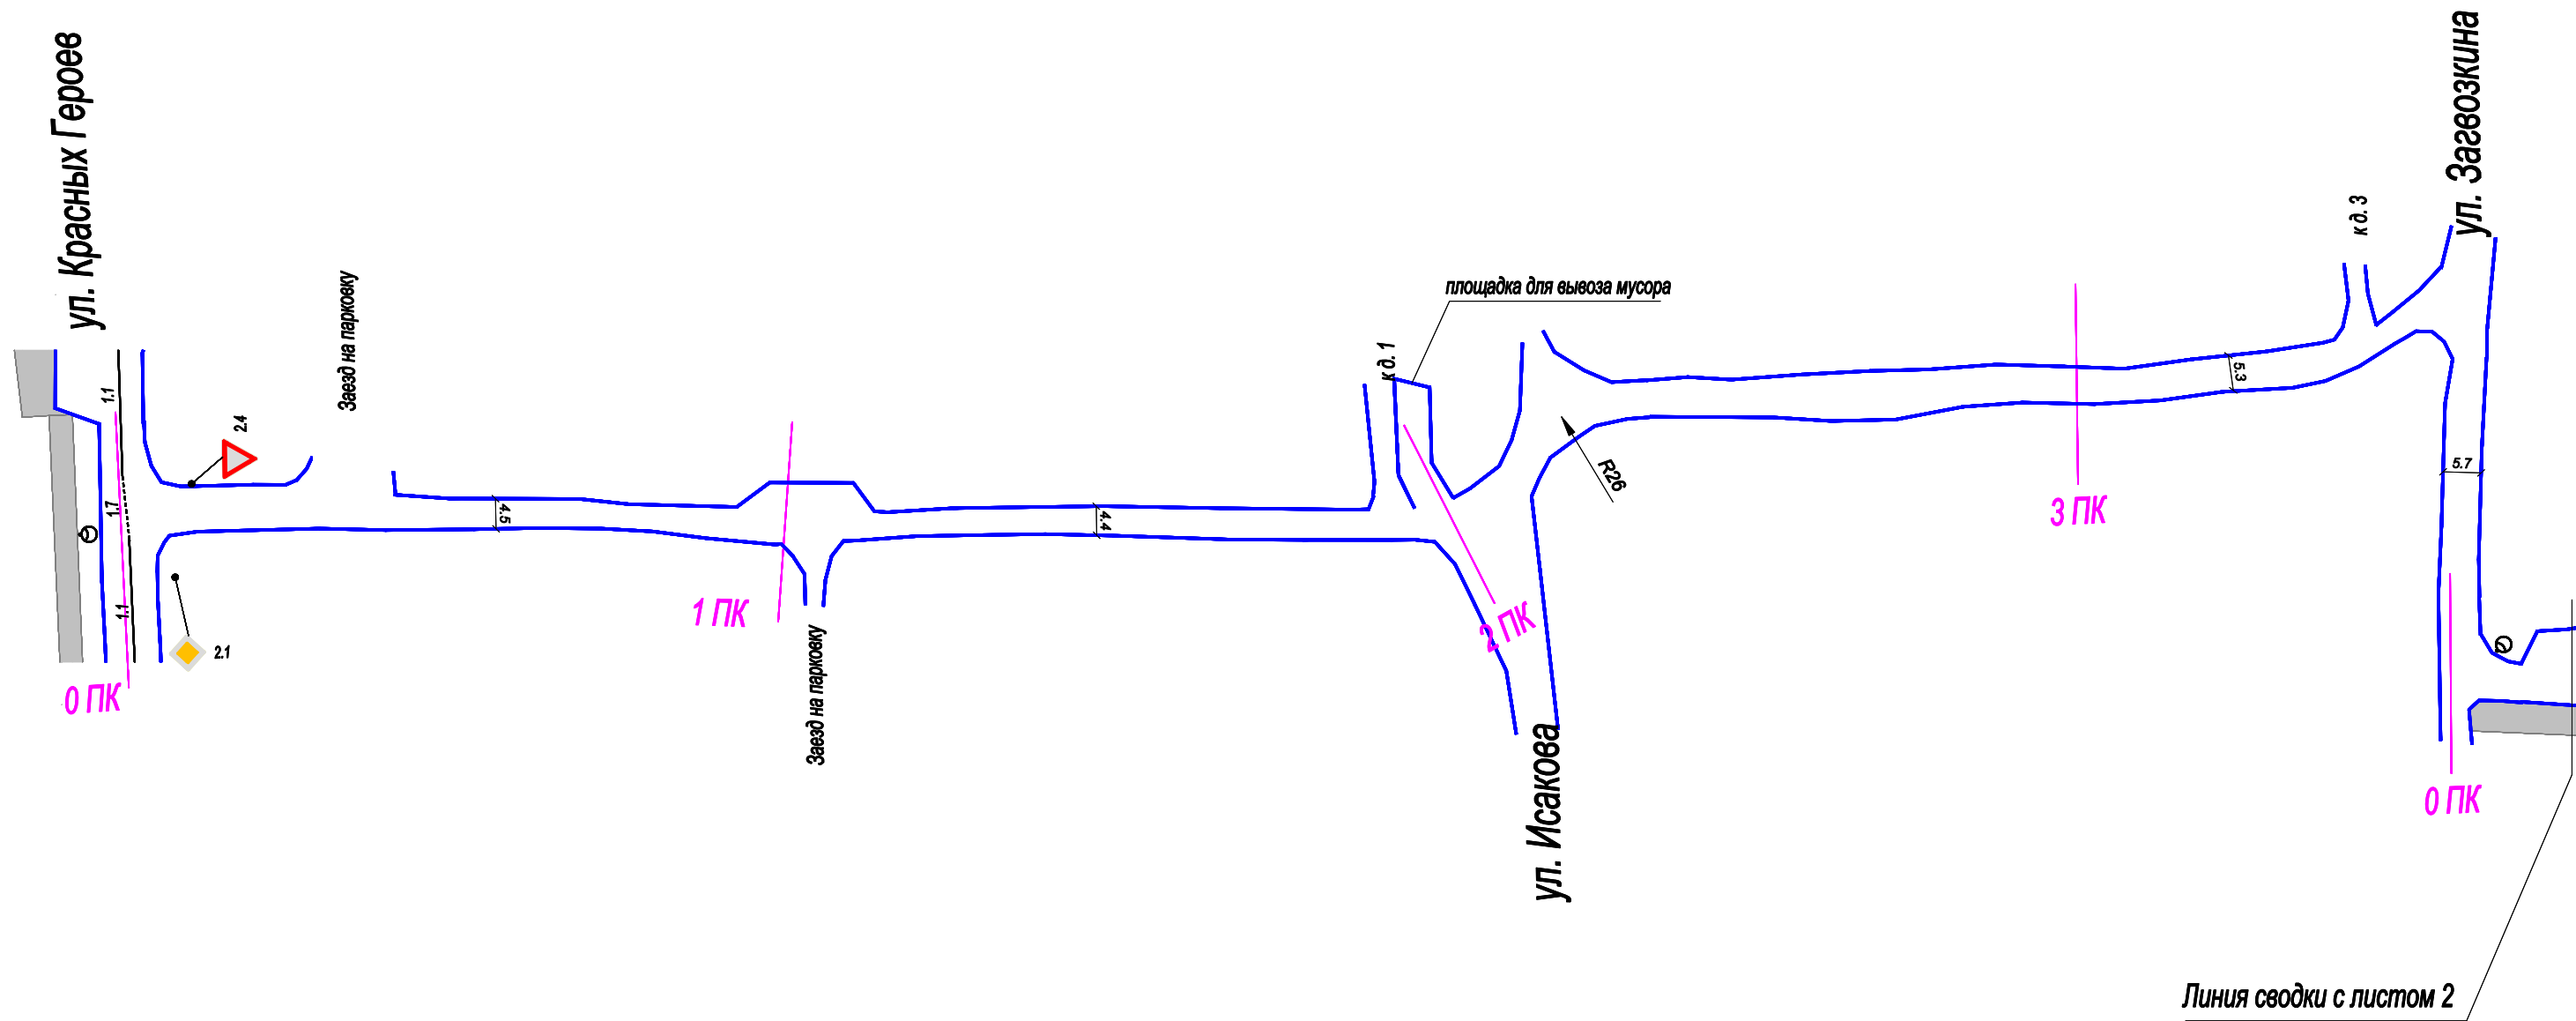 ул. Красных Героев
1.1
1.7
1.1
2.4
2.1
0 ПК
Заезд на парковку
4.5
1 ПК
Заезд на парковку
4.4
к д. 1
площадка для вывоза мусора
2 ПК
R26
ул. Исакова
3 ПК
5.3
к д. 3
ул. Загвозкина
5.7
0 ПК
Линия сводки с листом 2